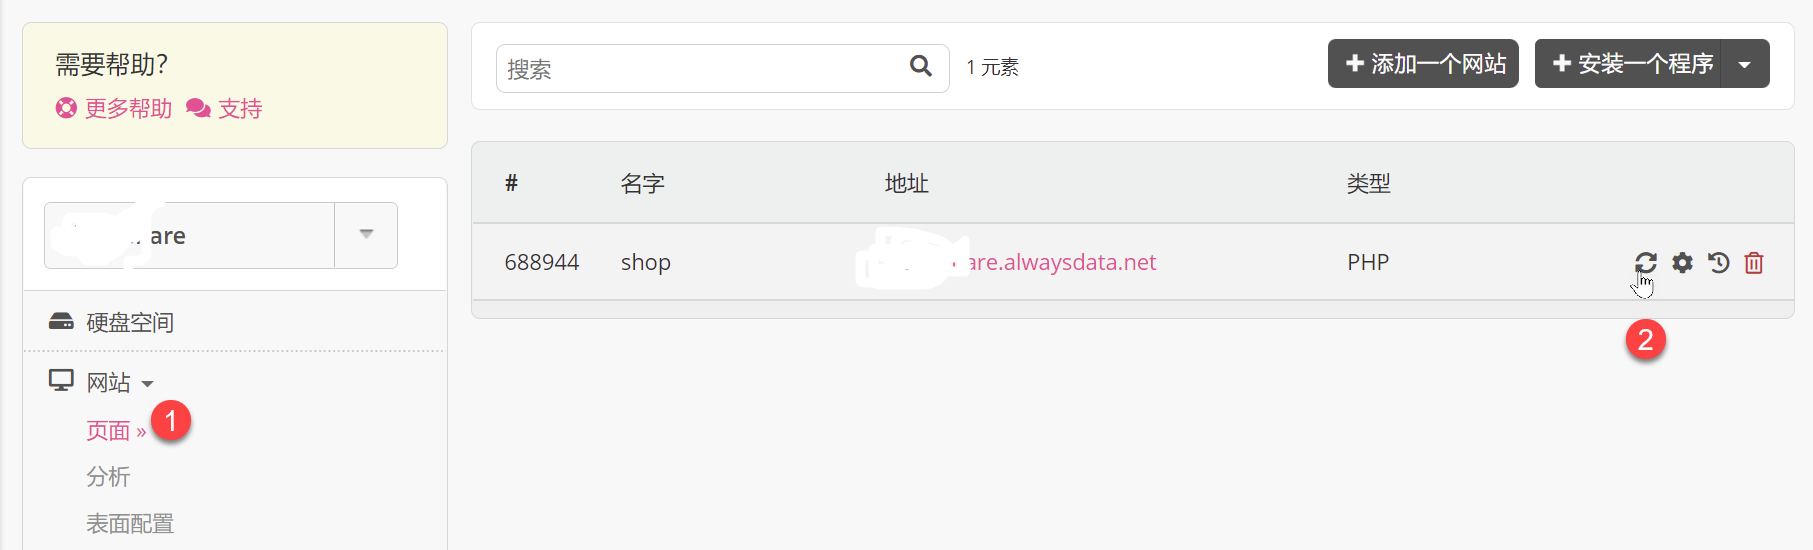 需要帮助?
更多帮助 支持
搜索
1 元素
添加一个网站
安装一个程序
are
硬盘空间
网站
页面 »
1
分析
表面配置
# 名字 地址 类型
688944 shop are.alwaysdata.net PHP
2